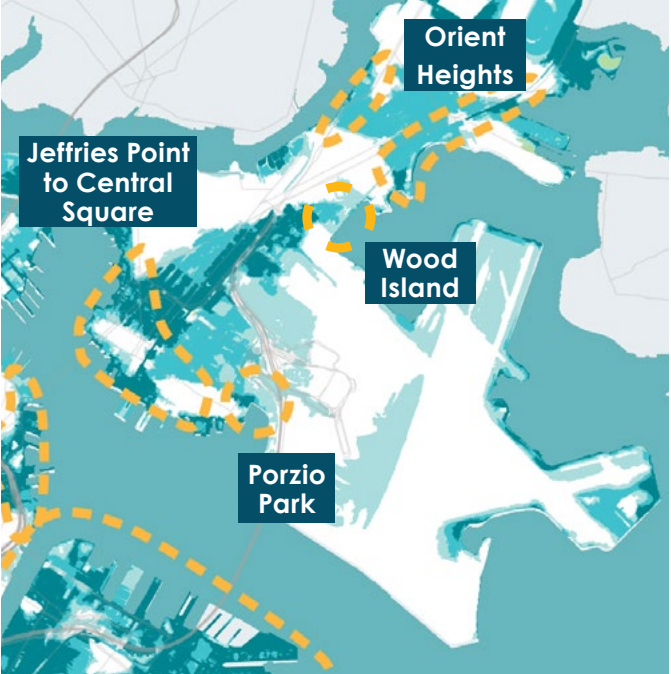 Orient
Heights
Jeffries Point
to Central
Square
Wood
Island
Porzio
Park